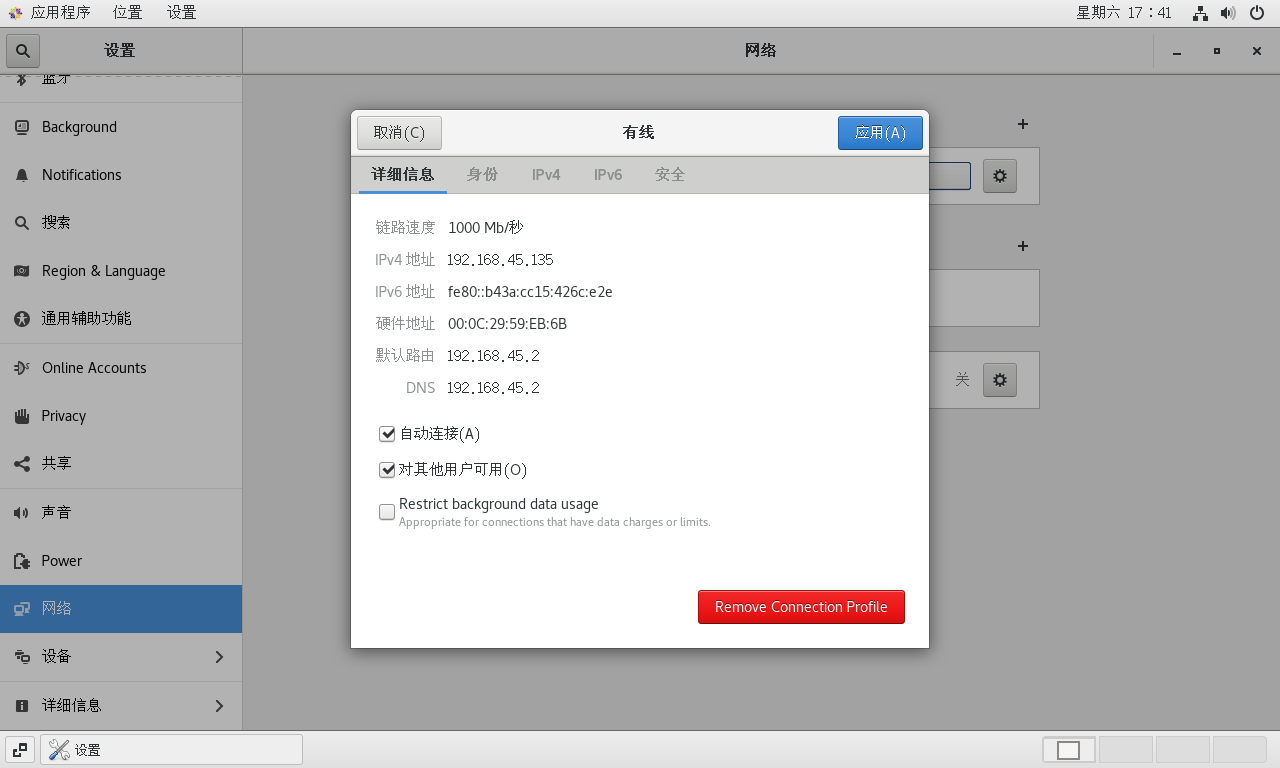 应用程序 位置 设置 星期六 17:41
设置 网络
蓝牙
Background
Notifications
搜索
Region & Language
通用辅助功能
Online Accounts
Privacy
共享
声音
Power
网络
设备
详细信息
取消(C) 有线 应用(A)
详细信息 身份 IPv4 IPv6 安全
链路速度 1000 Mb/秒
IPv4 地址 192.168.45.135
IPv6 地址 fe80::b43a:cc15:426c:e2e
硬件地址 00:0C:29:59:EB:6B
默认路由 192.168.45.2
DNS 192.168.45.2
自动连接(A)
对其他用户可用(O)
Restrict background data usage
Appropriate for connections that have data charges or limits.
Remove Connection Profile
关
设置